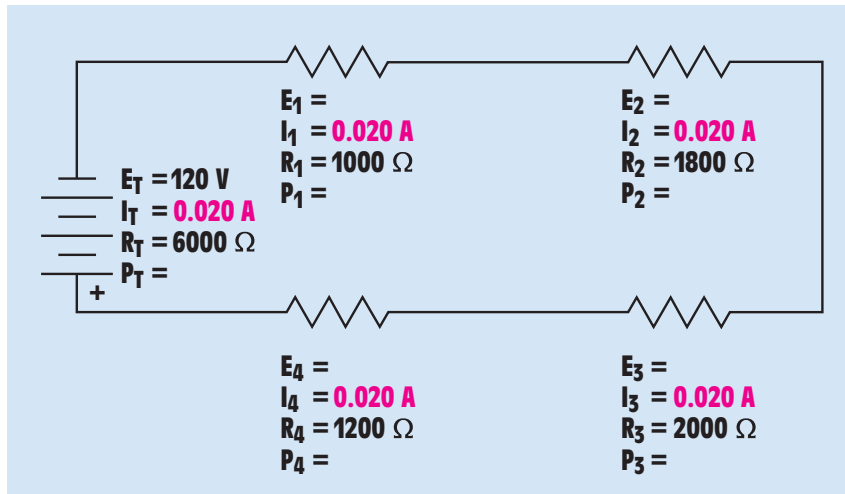 E₁ =
I₁ = 0.020 A
R₁ = 1000 Ω
P₁ =
E₂ =
I₂ = 0.020 A
R₂ = 1800 Ω
P₂ =
E_T = 120 V
I_T = 0.020 A
R_T = 6000 Ω
P_T =
+
E₄ =
I₄ = 0.020 A
R₄ = 1200 Ω
P₄ =
E₃ =
I₃ = 0.020 A
R₃ = 2000 Ω
P₃ =